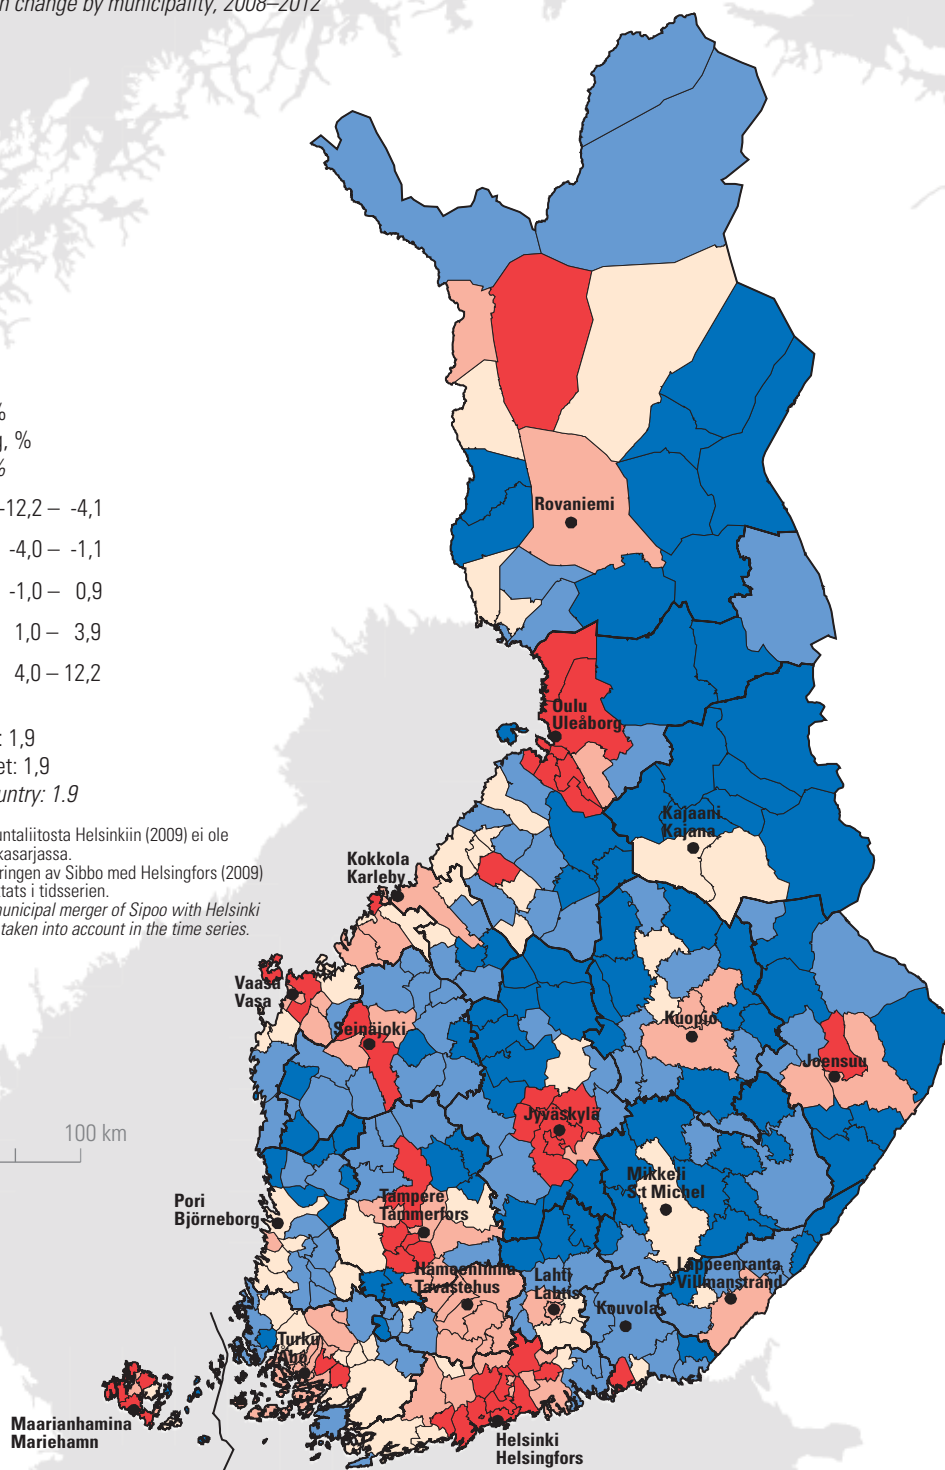 n change by municipality, 2008–2012
%
g, %
%
-12,2 – -4,1
-4,0 – -1,1
-1,0 – 0,9
1,0 – 3,9
4,0 – 12,2
: 1,9
et: 1,9
untry: 1.9
untaliitosta Helsinkiin (2009) ei ole
kasarjassa.
ringen av Sibbo med Helsingfors (2009)
ktats i tidsserien.
municipal merger of Sipoo with Helsinki
taken into account in the time series.
Rovaniemi
Oulu
Uleåborg
Kajaani
Kajana
Kokkola
Karleby
Vaasa
Vasa
Seinäjoki
Kuopio
Joensuu
Jyväskylä
100 km
Mikkeli
S:t Michel
Pori
Björneborg
Tampere
Tammerfors
Hämeenlinna
Tavastehus
Lahti
Lahtis
Kouvola
Lappeenranta
Villmanstrand
Turku
Åbo
Maarianhamina
Mariehamn
Helsinki
Helsingfors